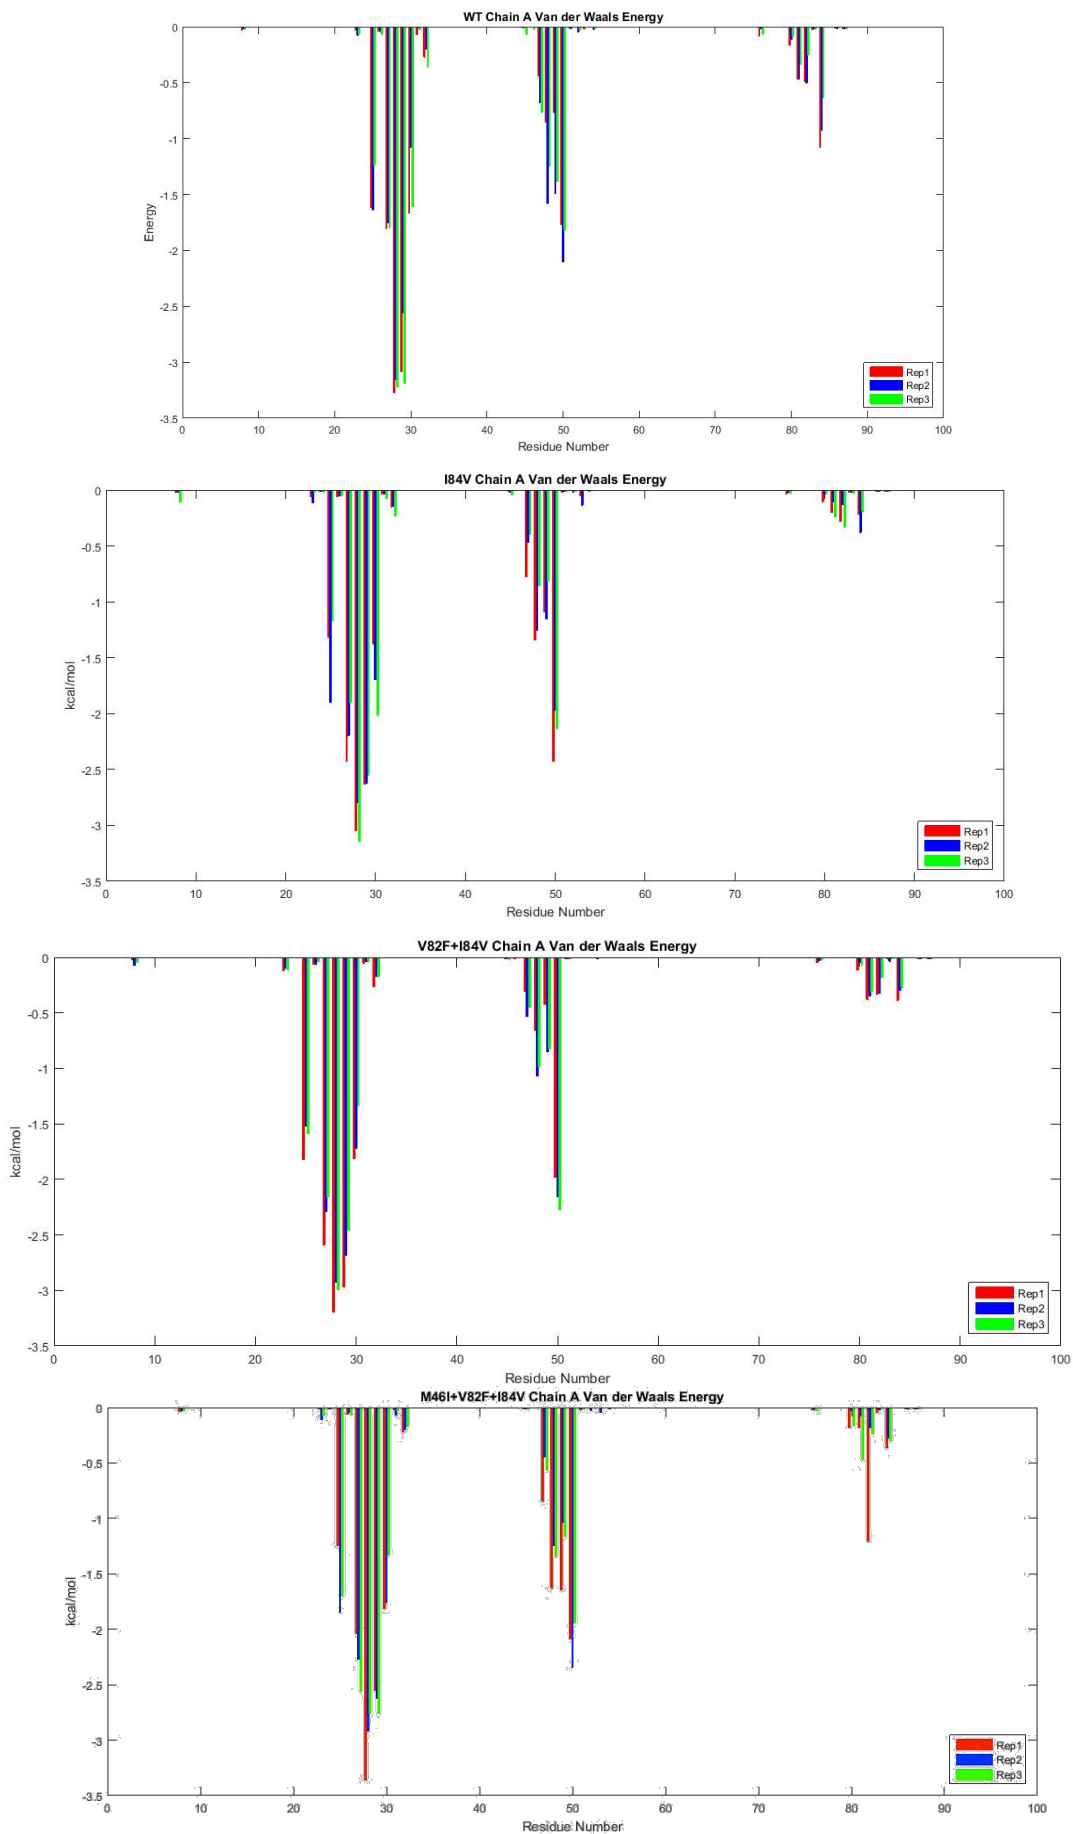 WT Chain A Van der Waals Energy
0
-0.5
-1
-1.5
-2
-2.5
-3
-3.5
Energy
Rep1
Rep2
Rep3
0 10 20 30 40 50 60 70 80 90 100
Residue Number
I84V Chain A Van der Waals Energy
0
-0.5
-1
-1.5
-2
-2.5
-3
-3.5
kcal/mol
Rep1
Rep2
Rep3
0 10 20 30 40 50 60 70 80 90 100
Residue Number
V82F+I84V Chain A Van der Waals Energy
0
-0.5
-1
-1.5
-2
-2.5
-3
-3.5
kcal/mol
Rep1
Rep2
Rep3
0 10 20 30 40 50 60 70 80 90 100
Residue Number
M46I+V82F+I84V Chain A Van der Waals Energy
0
-0.5
-1
-1.5
-2
-2.5
-3
-3.5
kcal/mol
Rep1
Rep2
Rep3
0 10 20 30 40 50 60 70 80 90 100
Residue Number